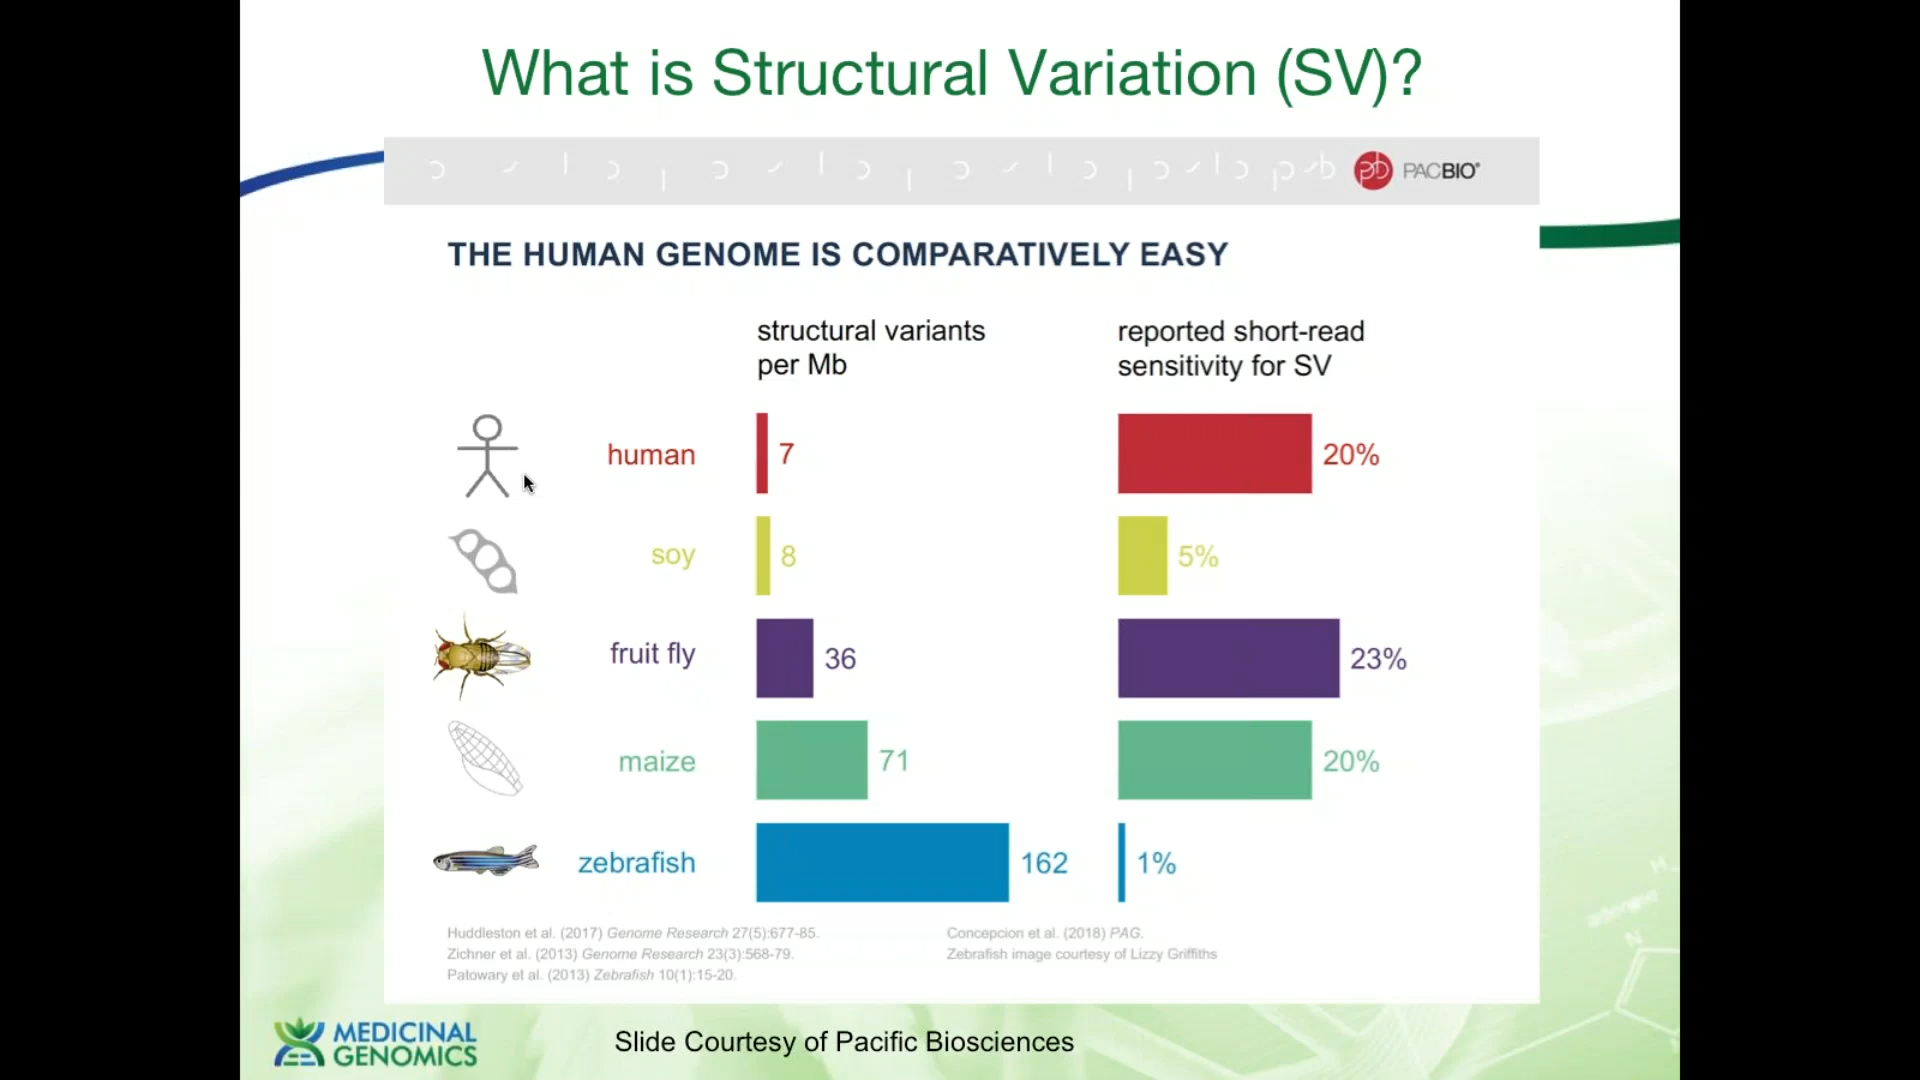 What is Structural Variation (SV)?
PACBIO®
THE HUMAN GENOME IS COMPARATIVELY EASY
structural variants
per Mb
reported short-read
sensitivity for SV
human 7 20%
soy 8 5%
fruit fly 36 23%
maize 71 20%
zebrafish 162 1%
Huddleston et al. (2017) Genome Research 27(5):677-85.
Zichner et al. (2013) Genome Research 23(3):568-79.
Patowary et al. (2013) Zebrafish 10(1):15-20.
Concepcion et al. (2018) PAG.
Zebrafish image courtesy of Lizzy Griffiths
MEDICINAL
GENOMICS
Slide Courtesy of Pacific Biosciences